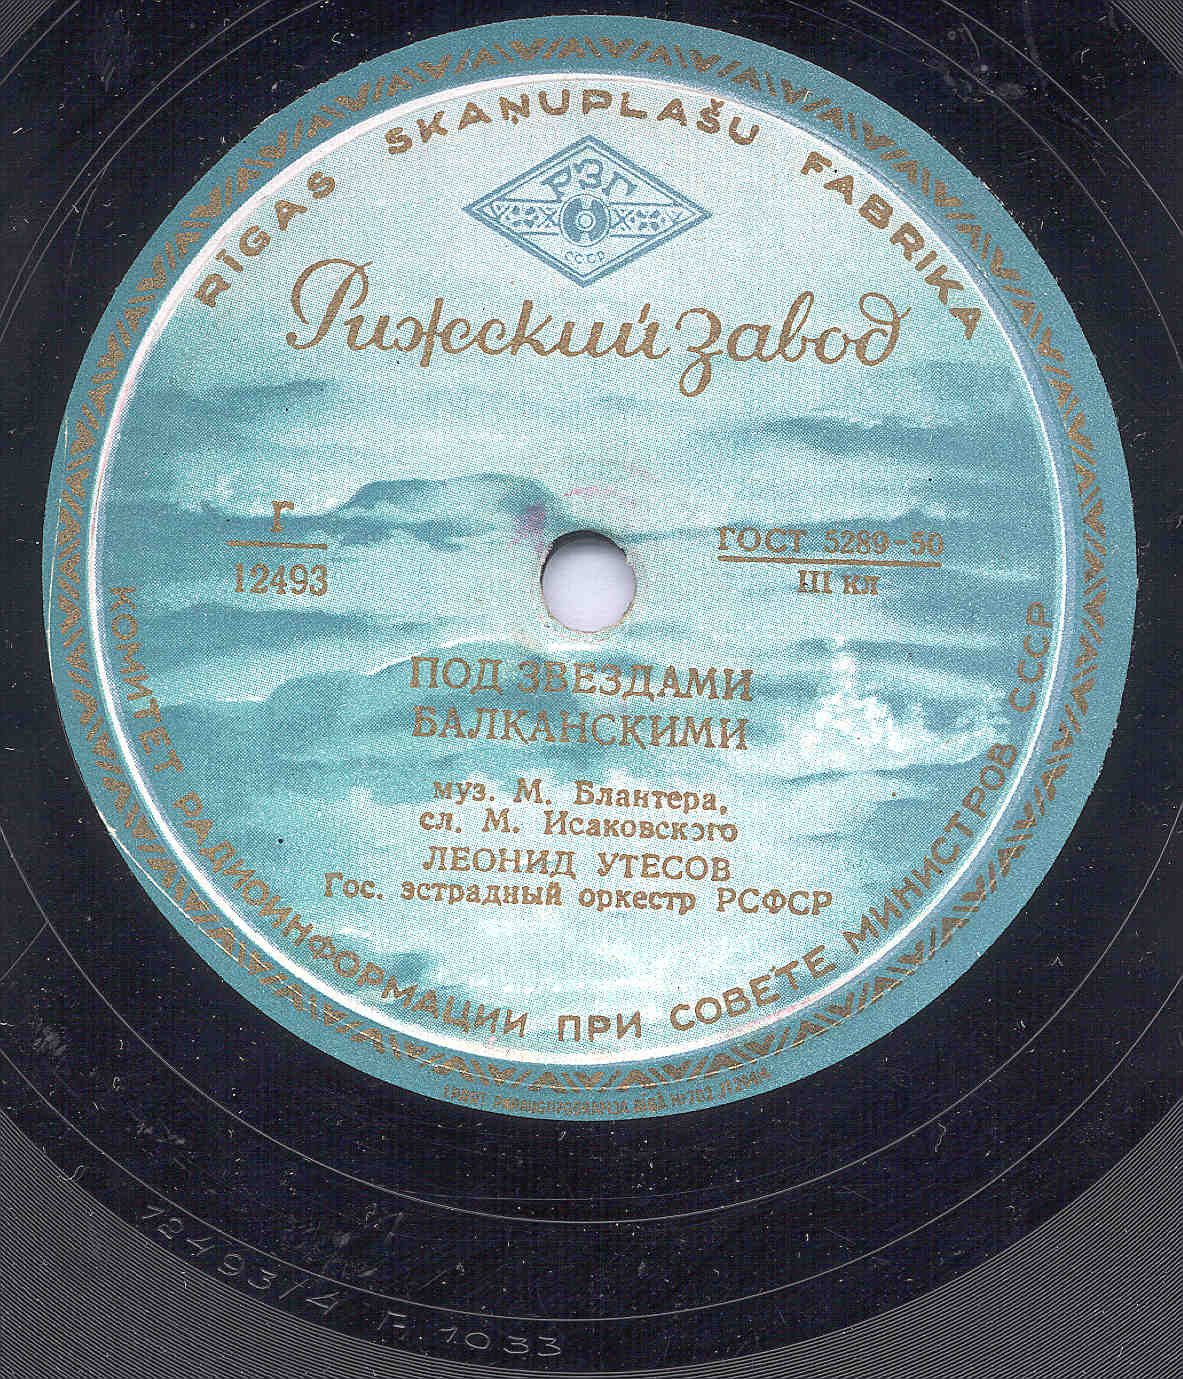 RĪGAS SKAŅUPLAŠU FABRIKA
РЗГ
СССР
Рижский завод
г
12493
ГОСТ 5289-50
III кл
ПОД ЗВЕЗДАМИ
БАЛКАНСКИМИ
муз. М. Блантера,
сл. М. Исаковского
ЛЕОНИД УТЕСОВ
Гос. эстрадный оркестр РСФСР
КОМИТЕТ РАДИОИНФОРМАЦИИ ПРИ СОВЕТЕ МИНИСТРОВ СССР
12493/4 Г. 1033